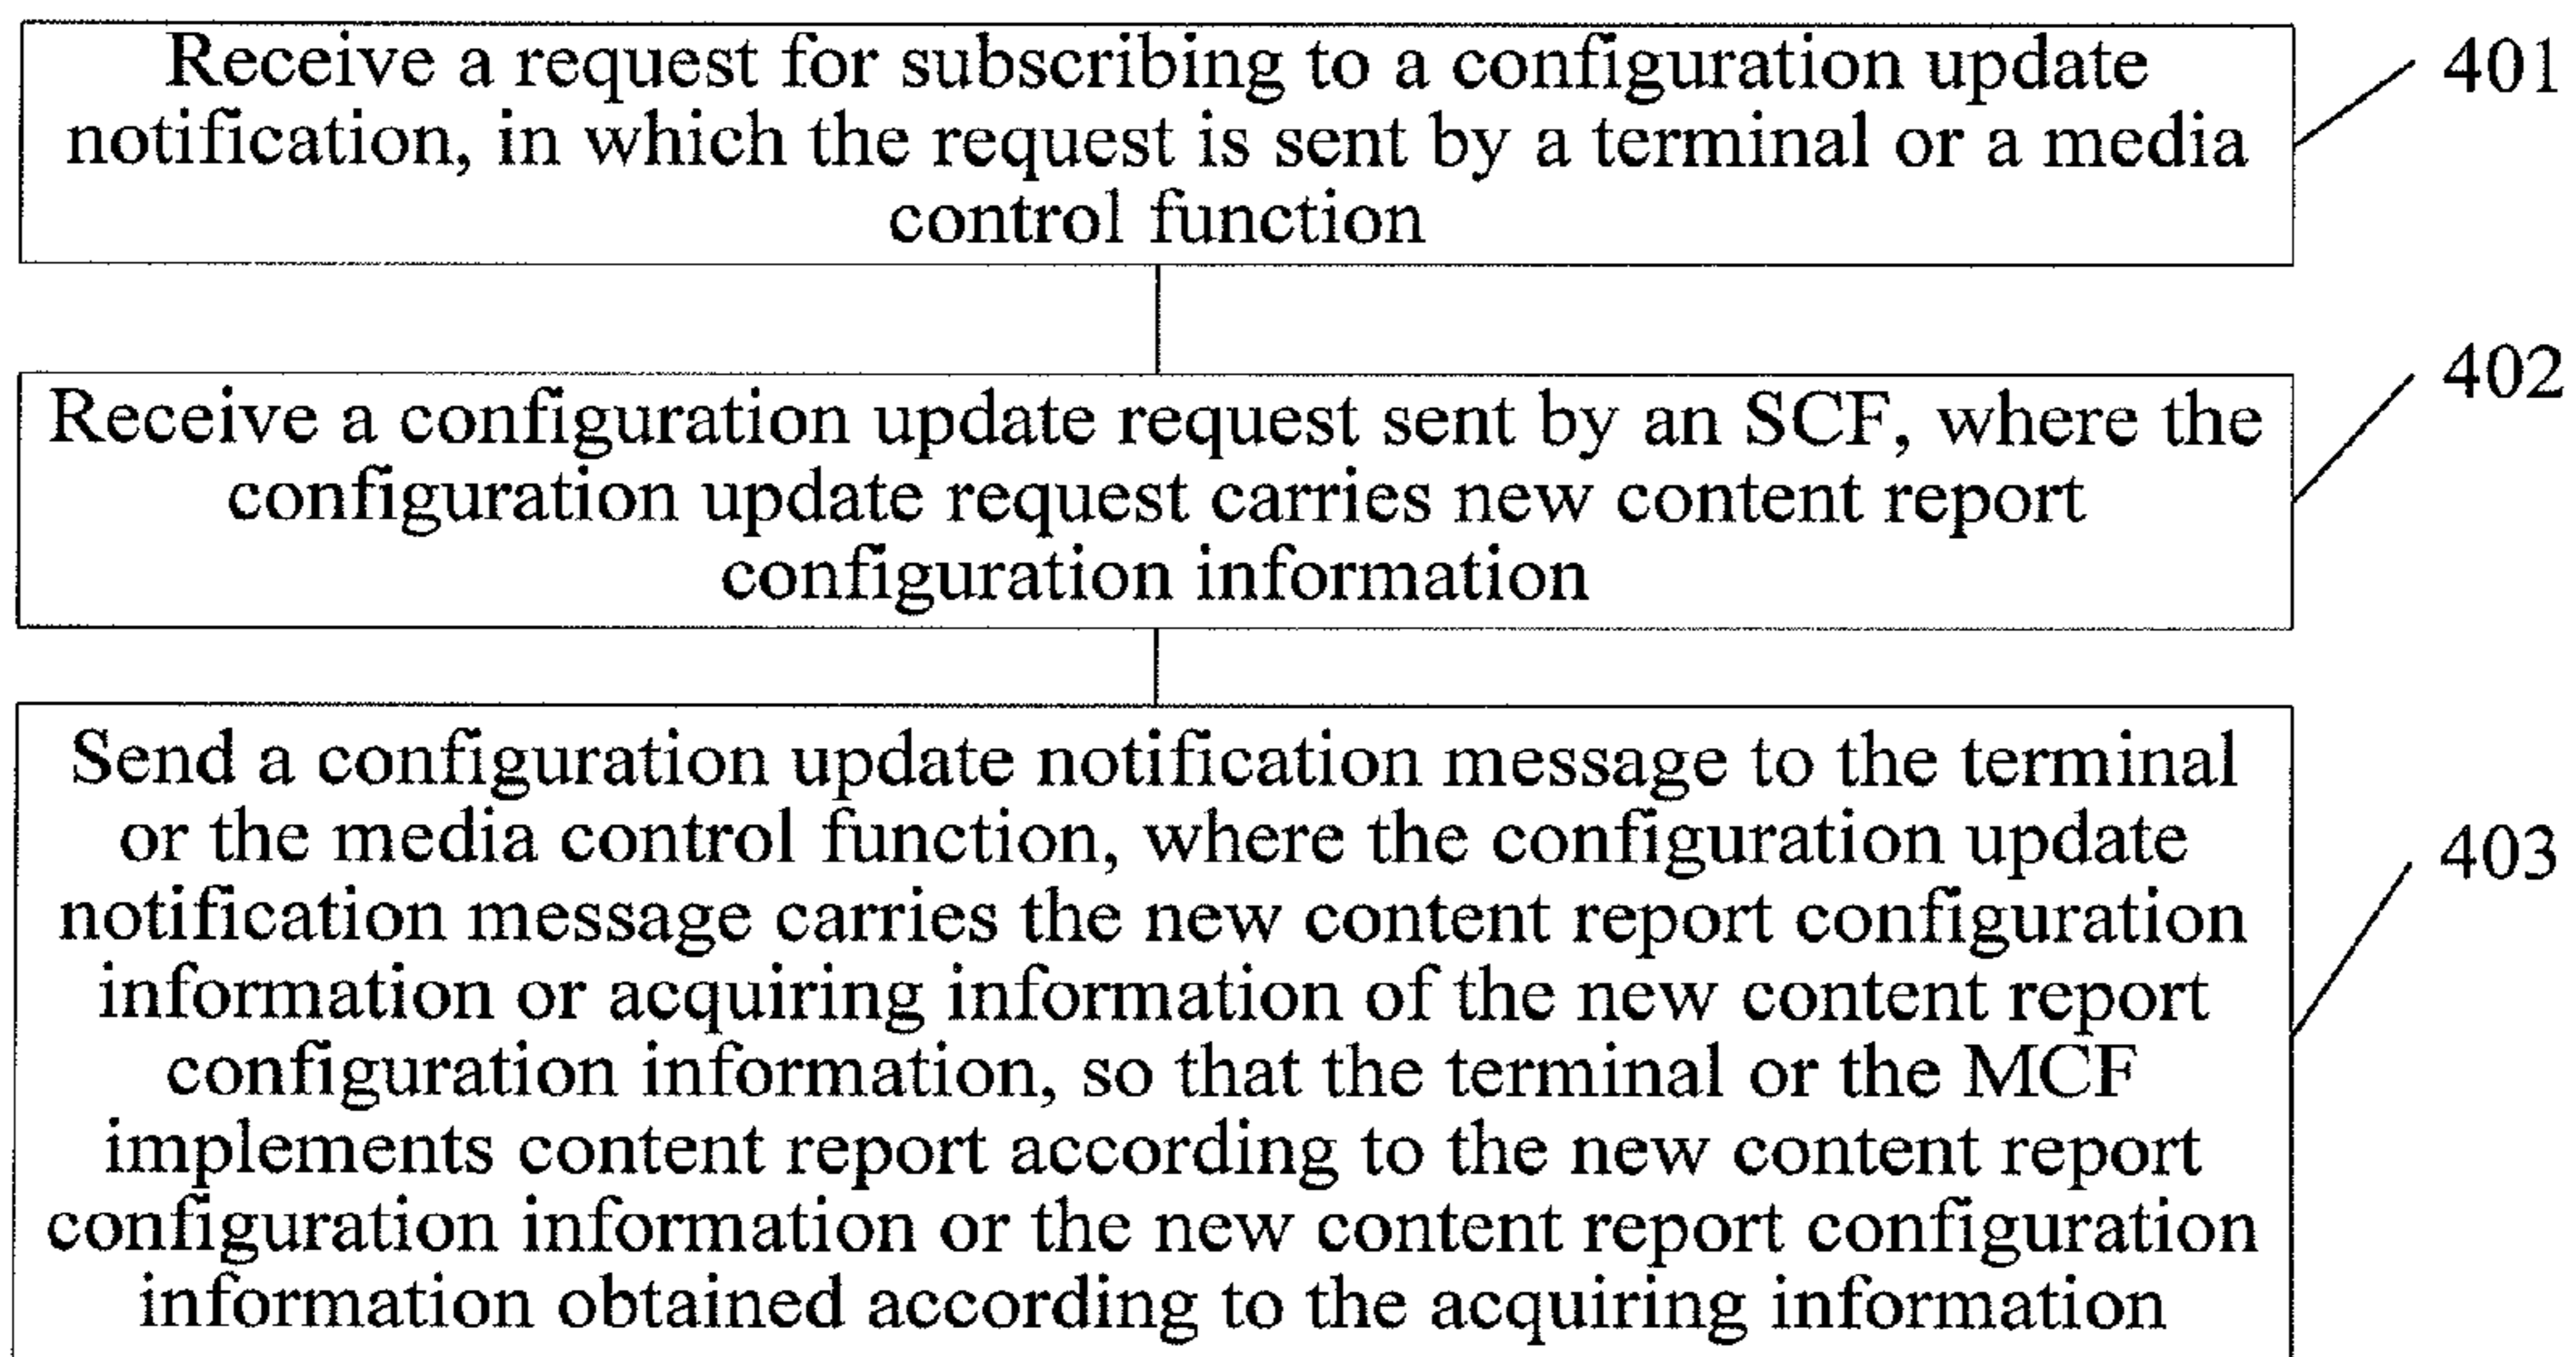 Receive a request for subscribing to a configuration update
notification, in which the request is sent by a terminal or a media
control function
401
Receive a configuration update request sent by an SCF, where the
configuration update request carries new content report
configuration information
402
Send a configuration update notification message to the terminal
or the media control function, where the configuration update
notification message carries the new content report configuration
information or acquiring information of the new content report
configuration information, so that the terminal or the MCF
implements content report according to the new content report
configuration information or the new content report configuration
information obtained according to the acquiring information
403